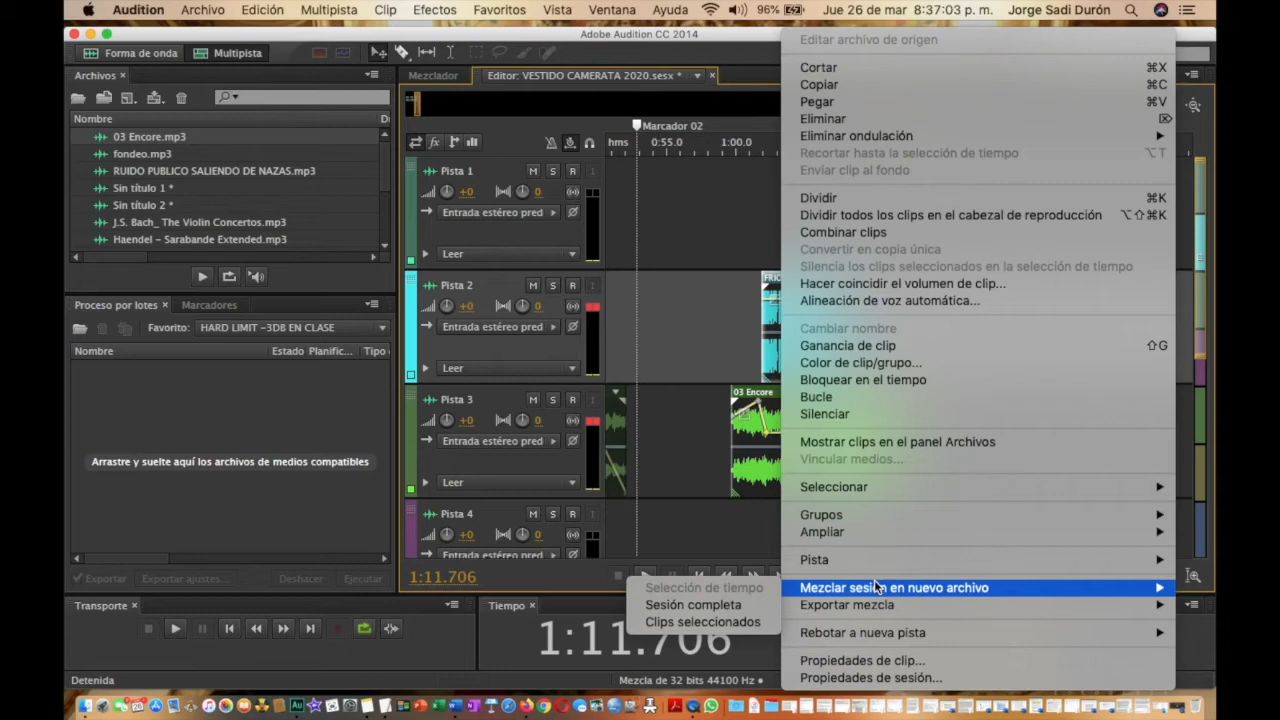 Audition Archivo Edición Multipista Clip Efectos Favoritos Vista Ventana Ayuda 96% Jue 26 de mar 8:37:03 p. m. Jorge Sadi Durón
Adobe Audition CC 2014
Forma de onda Multipista
Archivos ×
Nombre
03 Encore.mp3
fondeo.mp3
RUIDO PUBLICO SALIENDO DE NAZAS.mp3
Sin título 1 *
Sin título 2 *
J.S. Bach_ The Violin Concertos.mp3
Haendel – Sarabande Extended.mp3
Proceso por lotes × Marcadores
Favorito: HARD LIMIT -3DB EN CLASE
Nombre Estado Planific... Tipo
Arrastre y suelte aquí los archivos de medios compatibles
Exportar Exportar ajustes... Deshacer Ejecutar
Transporte ×
Detenida
Mezclador Editor: VESTIDO CAMERATA 2020.sesx * ×
Marcador 02
fx hms 0:55.0 1:00.0
Pista 1 M S R I
+0 0
Entrada estéreo pred
Leer
Pista 2 M S R I
+0 0
Entrada estéreo pred
Leer
Pista 3 M S R I
+0 0
Entrada estéreo pred
Leer
03 Encore
Pista 4 M S R I
+0 0
Entrada estéreo pred
1:11.706
Tiempo ×
1:11.706
Mezcla de 32 bits 44100 Hz
Editar archivo de origen
Cortar ⌘X
Copiar ⌘C
Pegar ⌘V
Eliminar ⌦
Eliminar ondulación
Recortar hasta la selección de tiempo ⌥T
Enviar clip al fondo
Dividir ⌘K
Dividir todos los clips en el cabezal de reproducción ⌥⇧⌘K
Combinar clips
Convertir en copia única
Silencia los clips seleccionados en la selección de tiempo
Hacer coincidir el volumen de clip...
Alineación de voz automática...
Cambiar nombre
Ganancia de clip ⇧G
Color de clip/grupo...
Bloquear en el tiempo
Bucle
Silenciar
Mostrar clips en el panel Archivos
Vincular medios...
Seleccionar
Grupos
Ampliar
Pista
Mezclar sesión en nuevo archivo
Exportar mezcla
Rebotar a nueva pista
Propiedades de clip...
Propiedades de sesión...
Selección de tiempo
Sesión completa
Clips seleccionados